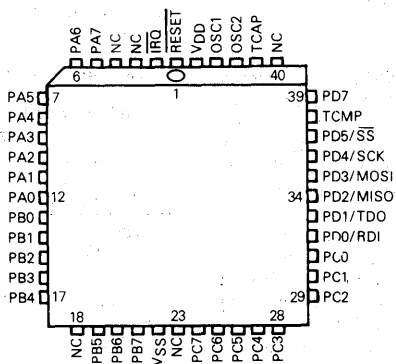 PA6 PA7 NC NC I̅R̅Q̅ R̅E̅S̅E̅T̅ VDD OSC1 OSC2 TCAP NC
6 1 40
PA5 7 39 PD7
PA4 TCMP
PA3 PD5/S̅S̅
PA2 PD4/SCK
PA1 PD3/MOSI
PA0 12 34 PD2/MISO
PB0 PD1/TDO
PB1 PD0/RDI
PB2 PC0
PB3 PC1
PB4 17 29 PC2
18 23 28
NC PB5 PB6 PB7 VSS NC PC7 PC6 PC5 PC4 PC3